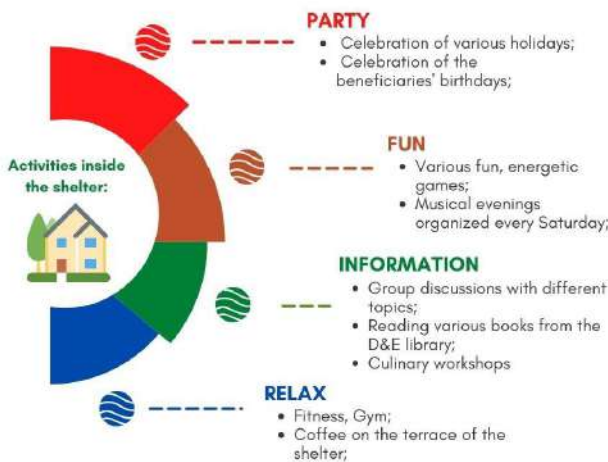 PARTY
• Celebration of various holidays;
• Celebration of the
beneficiaries' birthdays;
Activities inside
the shelter:
FUN
• Various fun, energetic
games;
• Musical evenings
organized every Saturday;
INFORMATION
• Group discussions with different
topics;
• Reading various books from the
D&E library;
• Culinary workshops
RELAX
• Fitness, Gym;
• Coffee on the terrace of the
shelter;